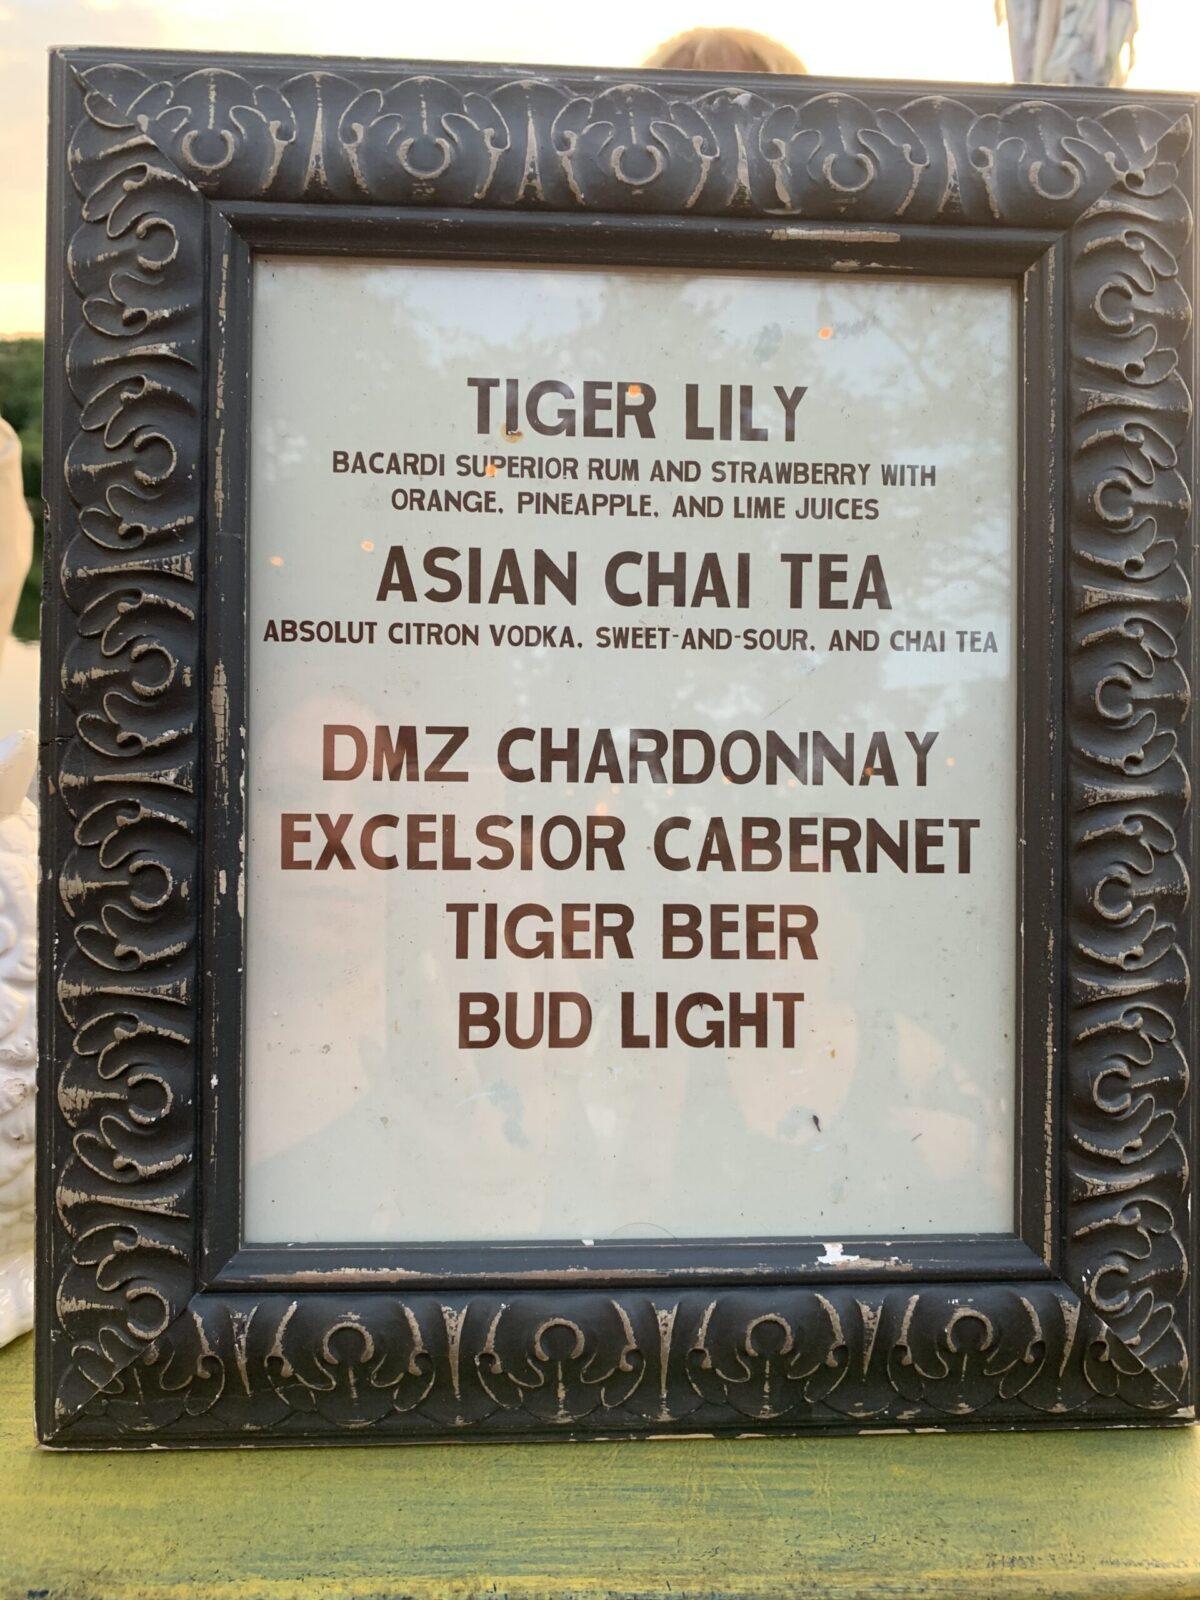 TIGER LILY
BACARDI SUPERIOR RUM AND STRAWBERRY WITH
ORANGE, PINEAPPLE, AND LIME JUICES
ASIAN CHAI TEA
ABSOLUT CITRON VODKA, SWEET-AND-SOUR, AND CHAI TEA
DMZ CHARDONNAY
EXCELSIOR CABERNET
TIGER BEER
BUD LIGHT